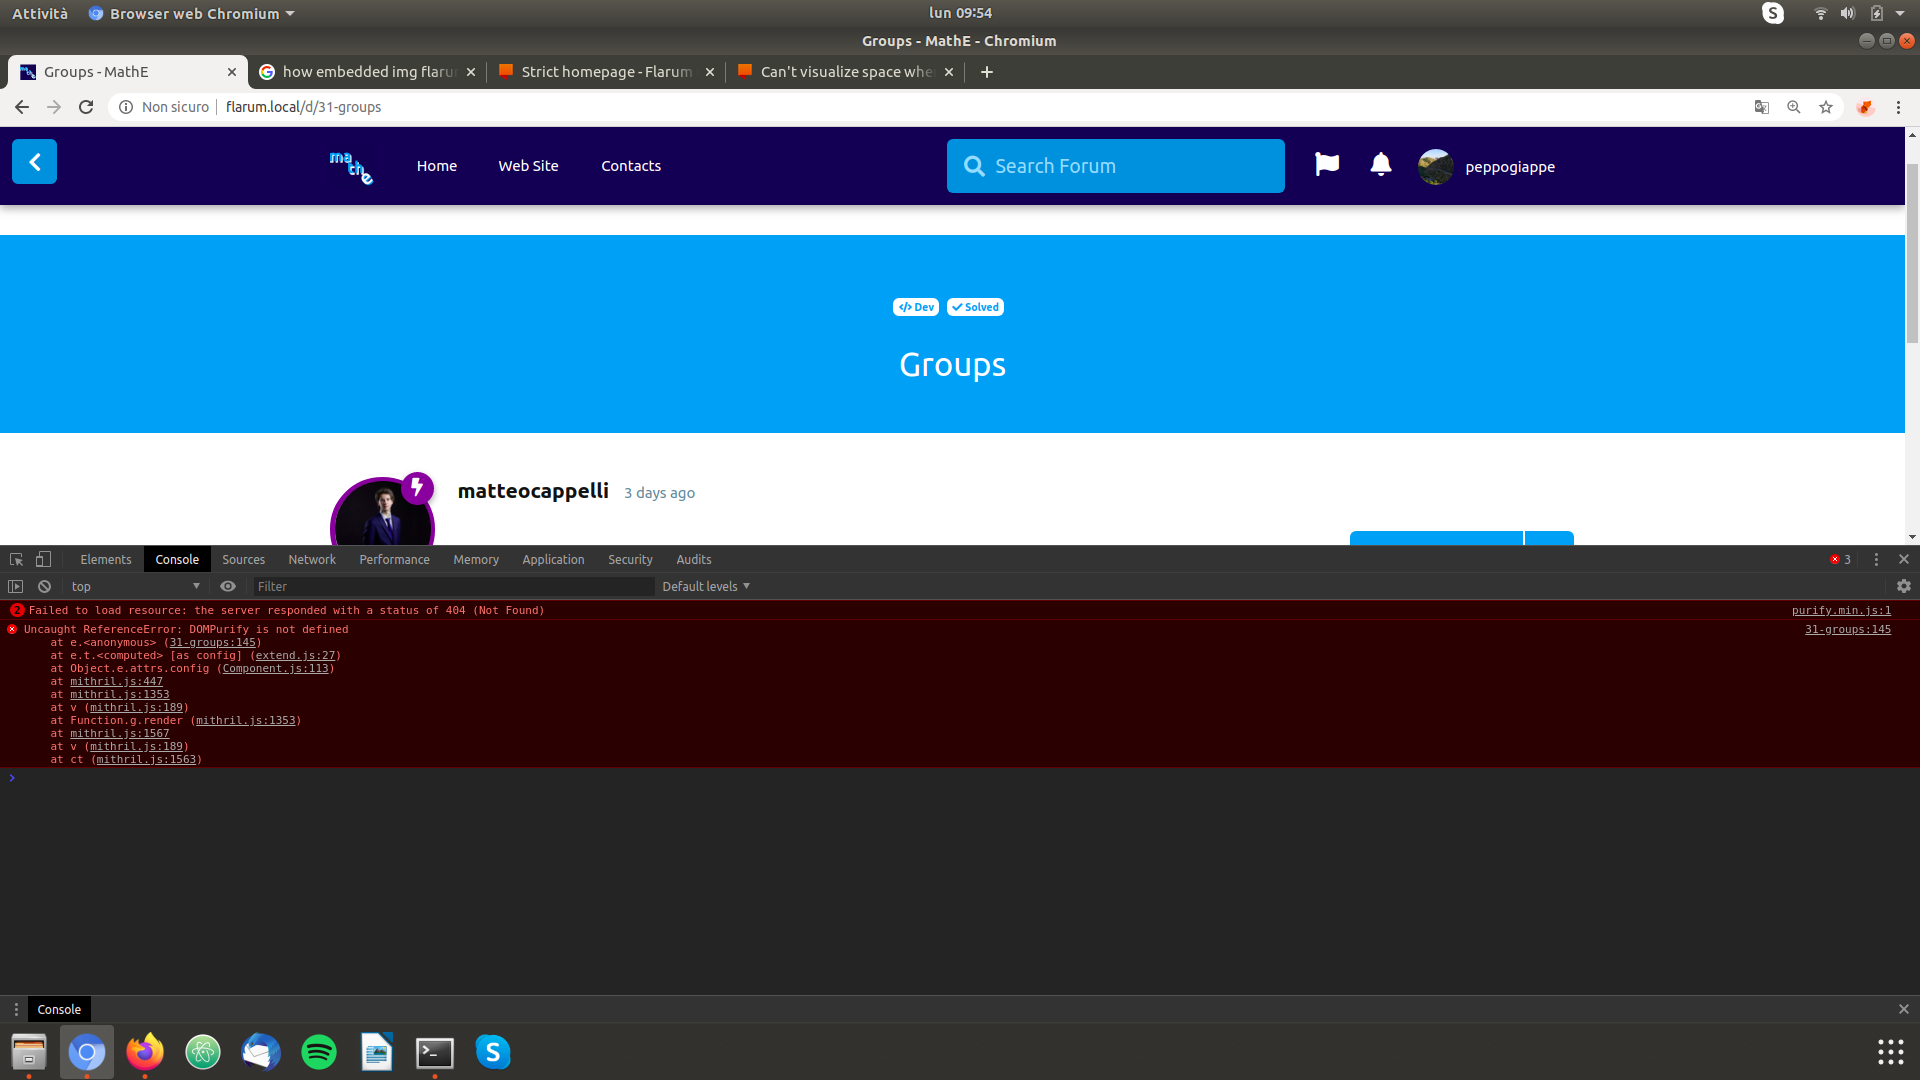 Attività Browser web Chromium lun 09:54
Groups - MathE - Chromium
Groups - MathE how embedded img flaru Strict homepage - Flarum Can't visualize space whe
Non sicuro flarum.local/d/31-groups
ma the Home Web Site Contacts Search Forum peppogiappe
Dev Solved
Groups
matteocappelli 3 days ago
Elements Console Sources Network Performance Memory Application Security Audits 3
top Filter Default levels
2 Failed to load resource: the server responded with a status of 404 (Not Found) purify.min.js:1
Uncaught ReferenceError: DOMPurify is not defined 31-groups:145
at e.<anonymous> (31-groups:145)
at e.t.<computed> [as config] (extend.js:27)
at Object.e.attrs.config (Component.js:113)
at mithril.js:447
at mithril.js:1353
at v (mithril.js:189)
at Function.g.render (mithril.js:1353)
at mithril.js:1567
at v (mithril.js:189)
at ct (mithril.js:1563)
Console